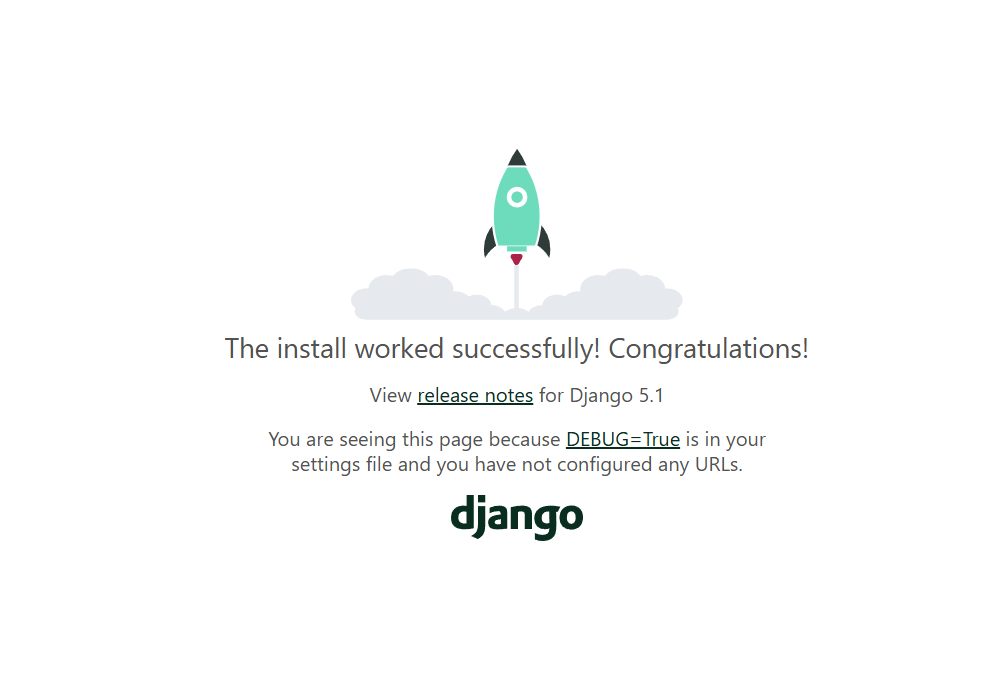 The install worked successfully! Congratulations!
View release notes for Django 5.1
You are seeing this page because DEBUG=True is in your
settings file and you have not configured any URLs.
django